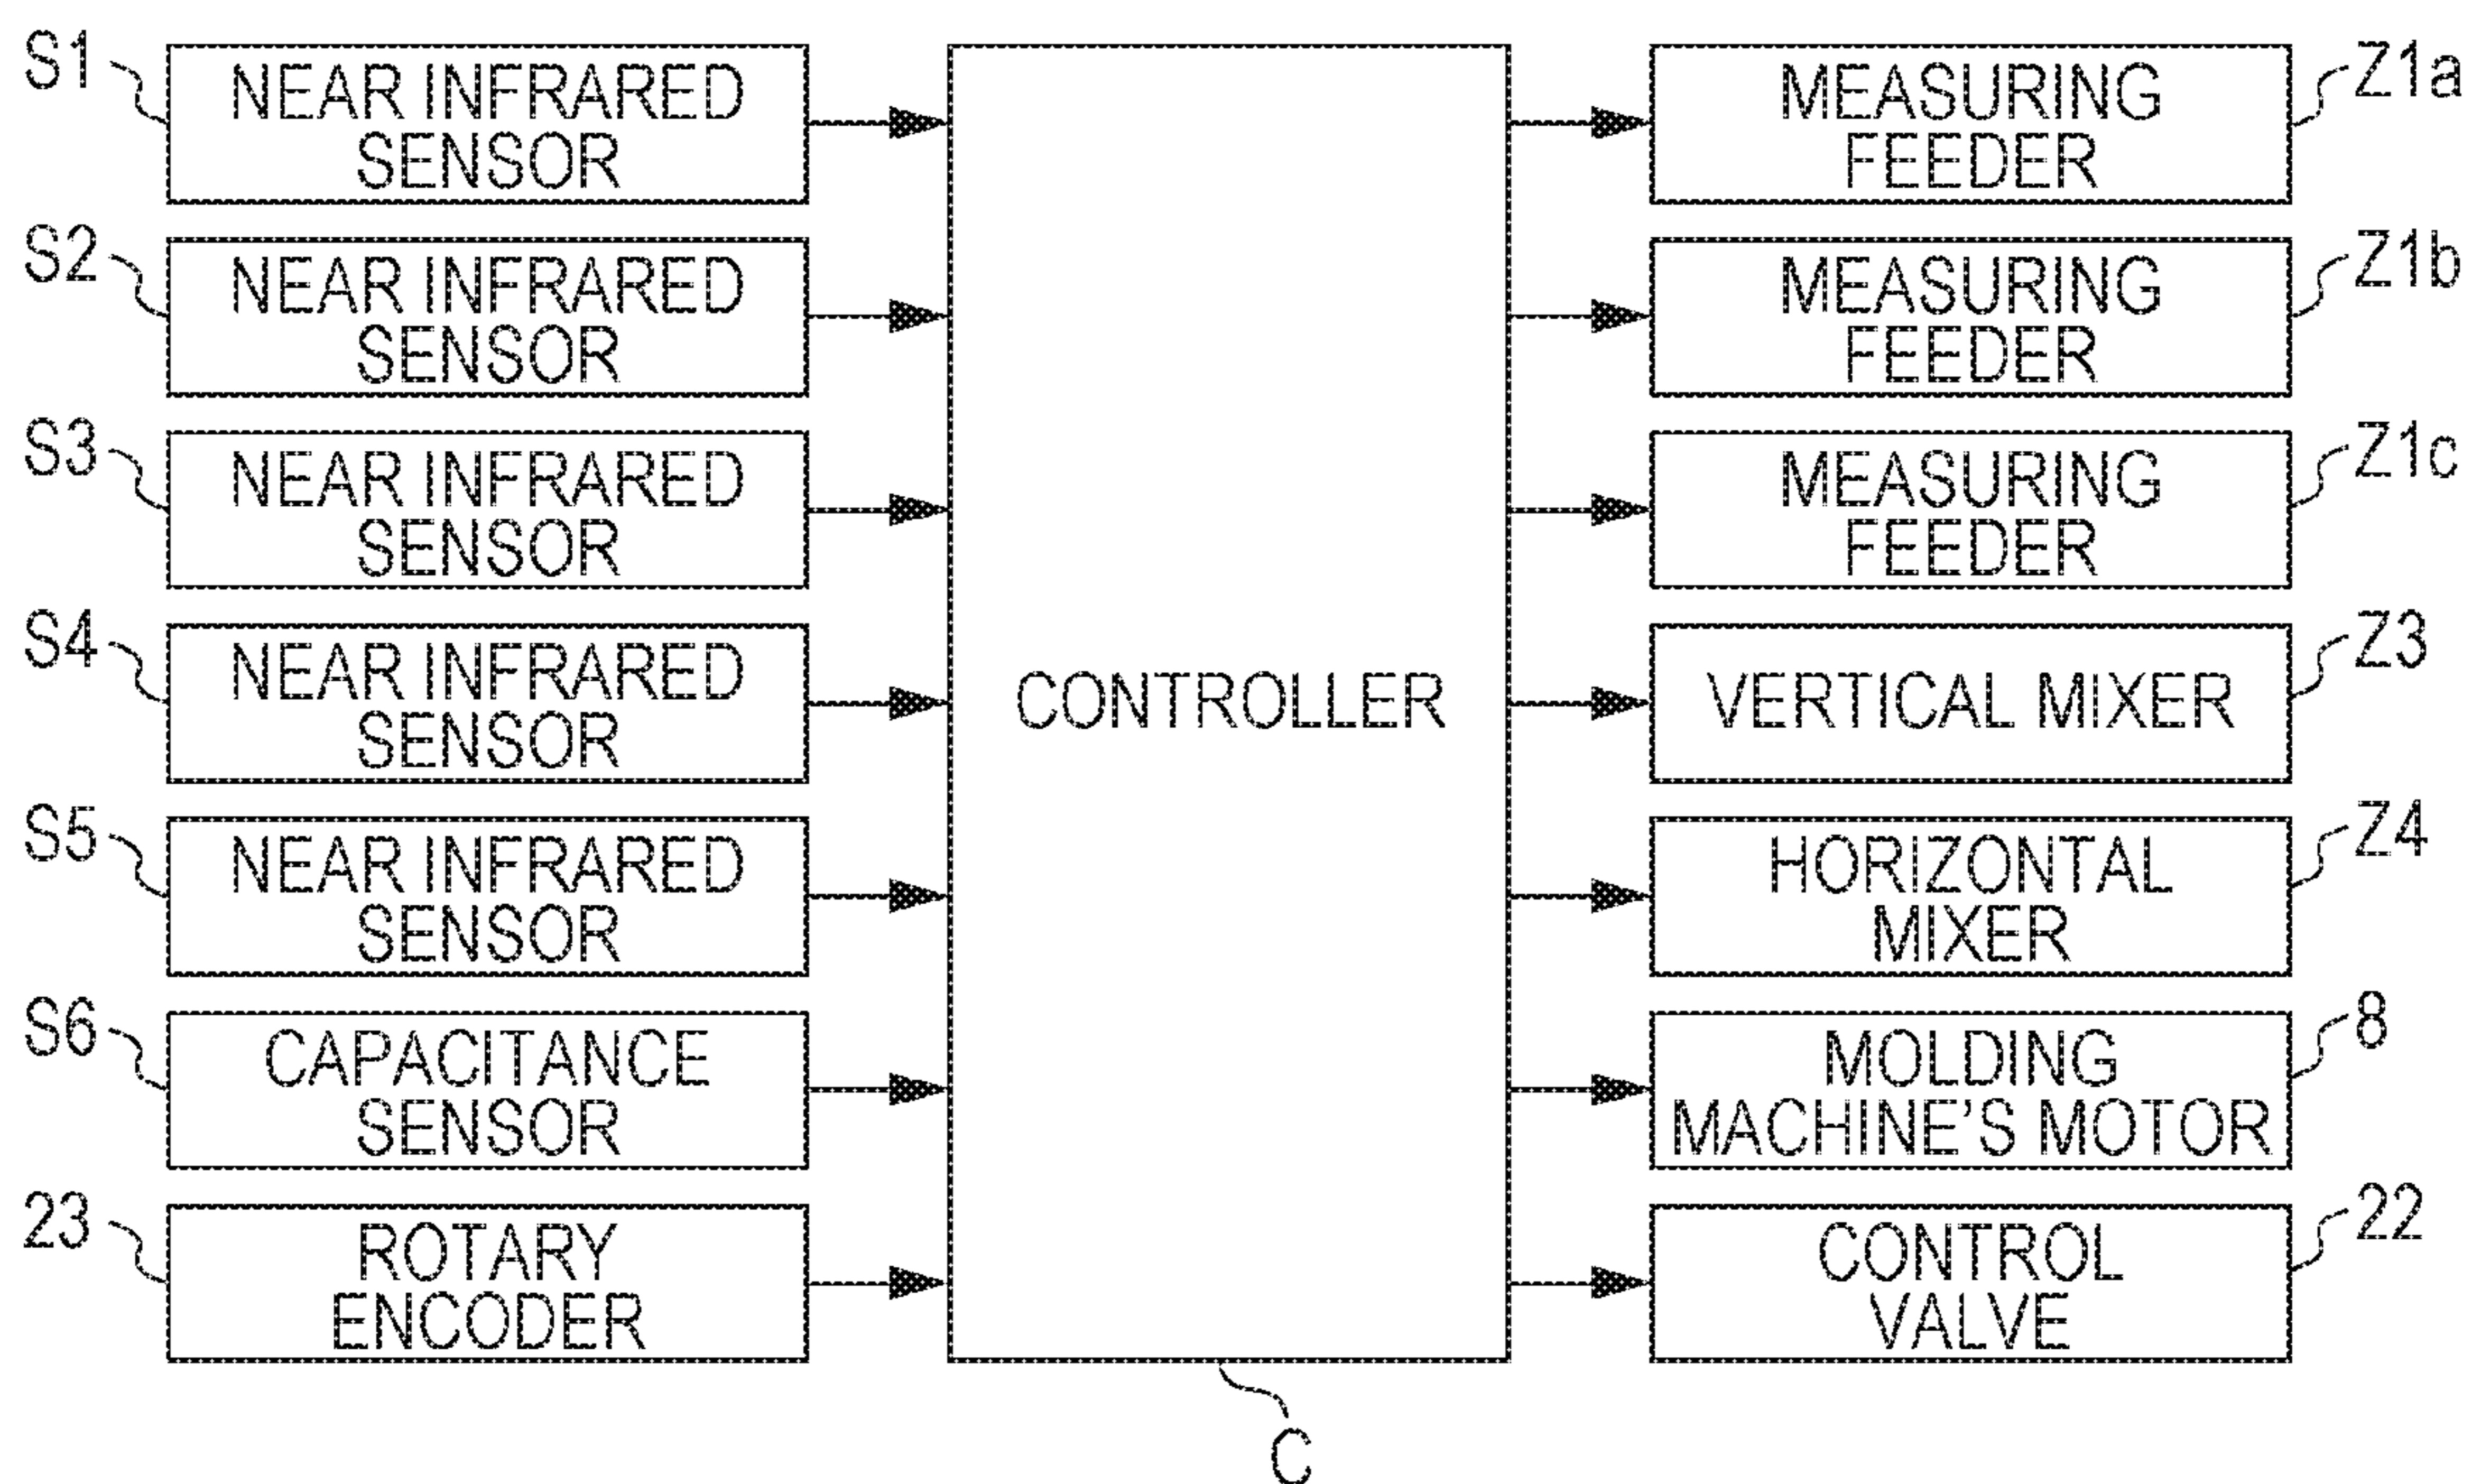 S1
NEAR INFRARED
SENSOR
S2
NEAR INFRARED
SENSOR
S3
NEAR INFRARED
SENSOR
S4
NEAR INFRARED
SENSOR
S5
NEAR INFRARED
SENSOR
S6
CAPACITANCE
SENSOR
23
ROTARY
ENCODER
CONTROLLER
C
MEASURING
FEEDER
Z1a
MEASURING
FEEDER
Z1b
MEASURING
FEEDER
Z1c
VERTICAL MIXER
Z3
HORIZONTAL
MIXER
Z4
MOLDING
MACHINE'S MOTOR
8
CONTROL
VALVE
22